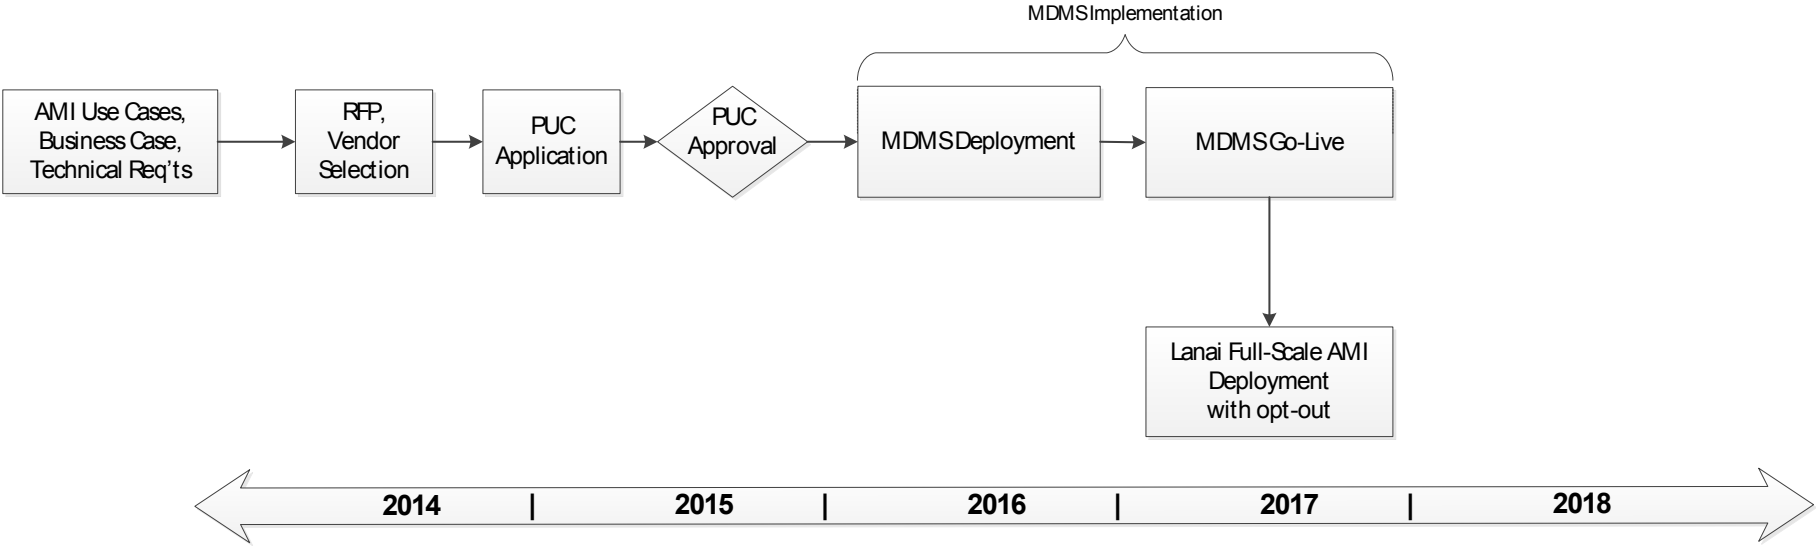 MDMS Implementation
AMI Use Cases,
Business Case,
Technical Req'ts
RFP,
Vendor
Selection
PUC
Application
PUC
Approval
MDMS Deployment
MDMS Go-Live
Lanai Full-Scale AMI
Deployment
with opt-out
2014 | 2015 | 2016 | 2017 | 2018